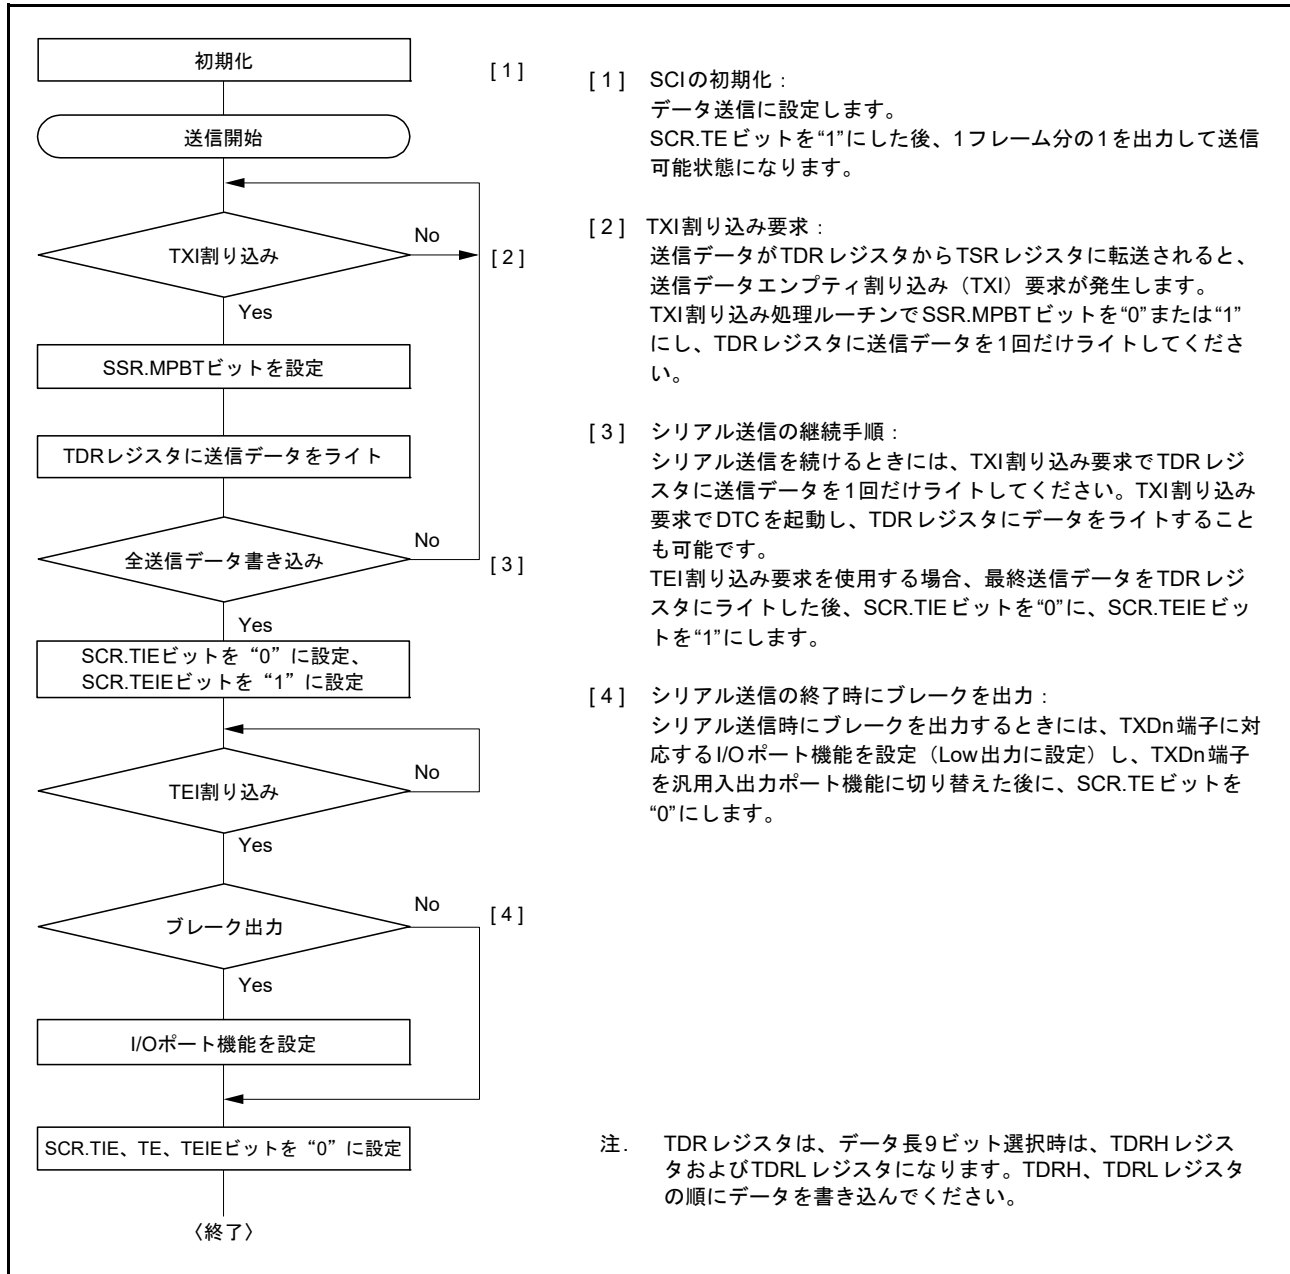 初期化
[ 1 ]
送信開始
TXI割り込み
No
[ 2 ]
Yes
SSR.MPBTビットを設定
TDRレジスタに送信データをライト
全送信データ書き込み
No
[ 3 ]
Yes
SCR.TIEビットを“0”に設定、
SCR.TEIEビットを“1”に設定
TEI割り込み
No
Yes
ブレーク出力
No
[ 4 ]
Yes
I/Oポート機能を設定
SCR.TIE、TE、TEIEビットを“0”に設定
〈終了〉
[ 1 ] SCIの初期化：
データ送信に設定します。
SCR.TEビットを“1”にした後、1フレーム分の1を出力して送信
可能状態になります。
[ 2 ] TXI割り込み要求：
送信データがTDRレジスタからTSRレジスタに転送されると、
送信データエンプティ割り込み（TXI）要求が発生します。
TXI割り込み処理ルーチンでSSR.MPBTビットを“0”または“1”
にし、TDRレジスタに送信データを1回だけライトしてくださ
い。
[ 3 ] シリアル送信の継続手順：
シリアル送信を続けるときには、TXI割り込み要求でTDRレジ
スタに送信データを1回だけライトしてください。TXI割り込み
要求でDTCを起動し、TDRレジスタにデータをライトすること
も可能です。
TEI割り込み要求を使用する場合、最終送信データをTDRレジ
スタにライトした後、SCR.TIEビットを“0”に、SCR.TEIEビッ
トを“1”にします。
[ 4 ] シリアル送信の終了時にブレークを出力：
シリアル送信時にブレークを出力するときには、TXDn端子に対
応するI/Oポート機能を設定（Low出力に設定）し、TXDn端子
を汎用入出力ポート機能に切り替えた後に、SCR.TEビットを
“0”にします。
注. TDRレジスタは、データ長9ビット選択時は、TDRHレジス
タおよびTDRLレジスタになります。TDRH、TDRLレジスタ
の順にデータを書き込んでください。